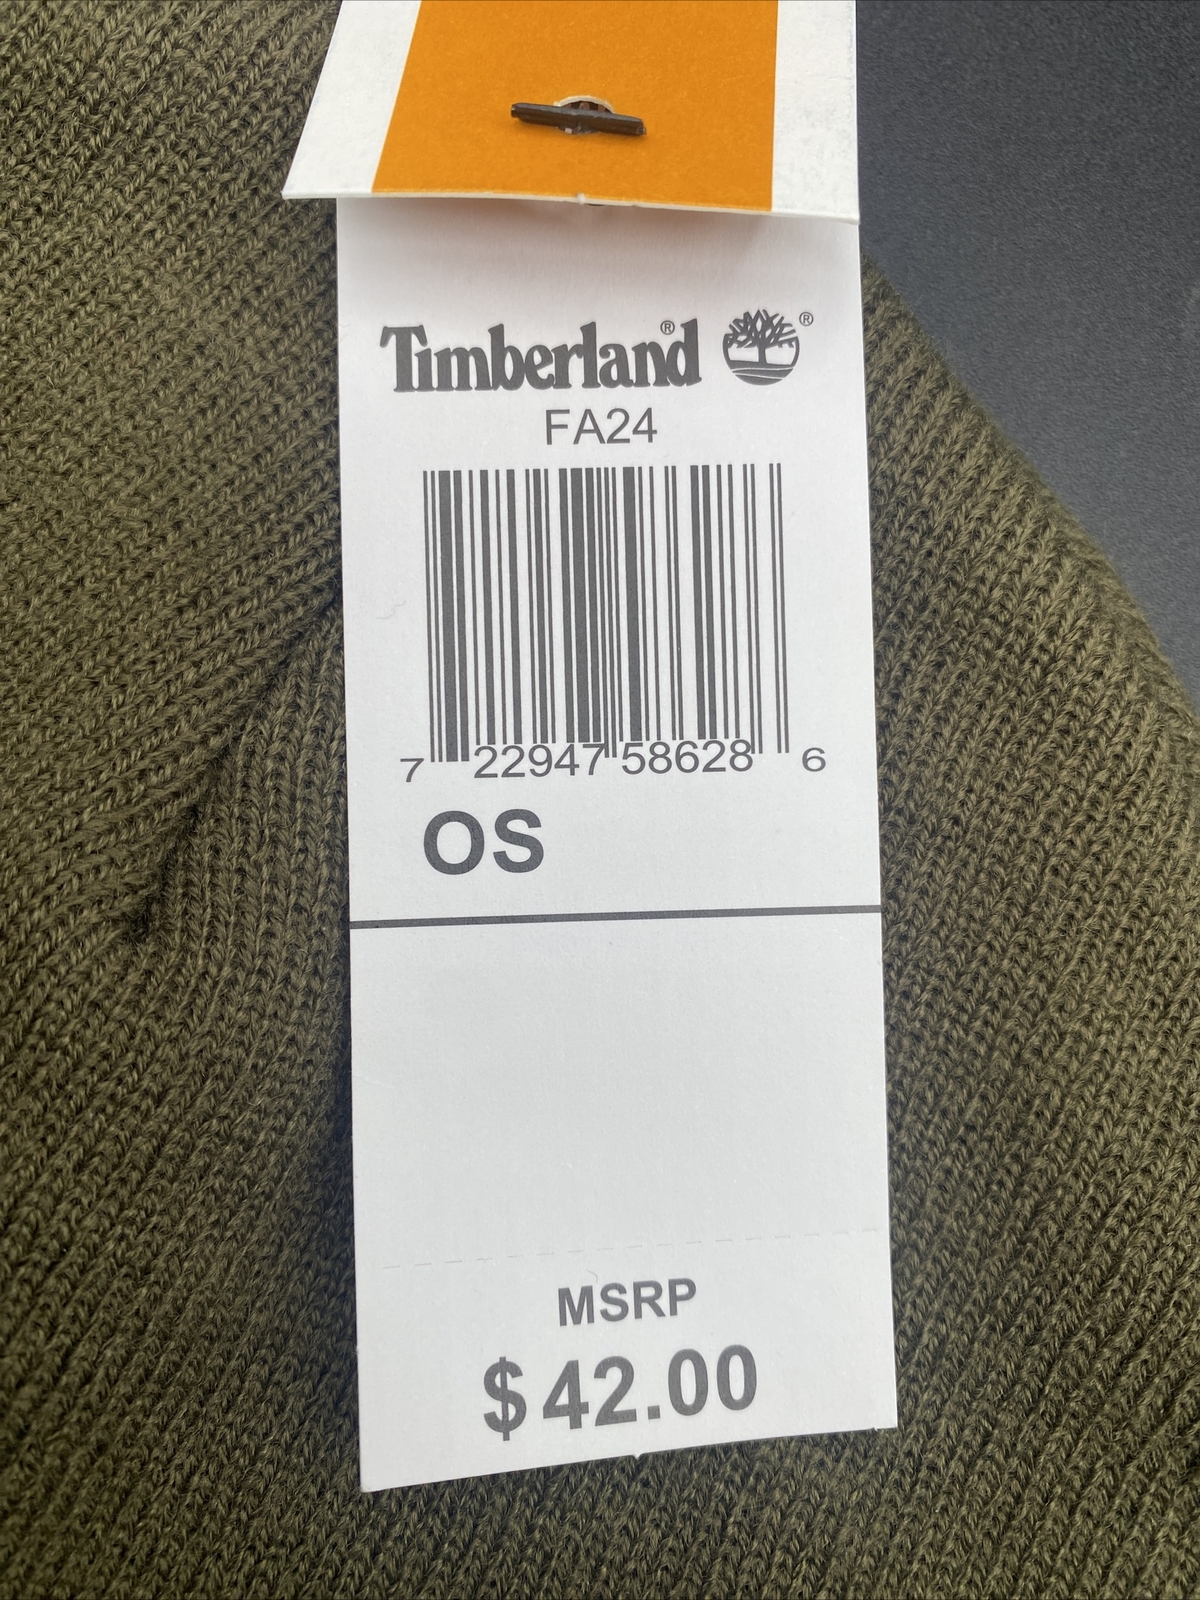 Timberland® ®
FA24
7 22947 58628 6
OS
MSRP
$42.00